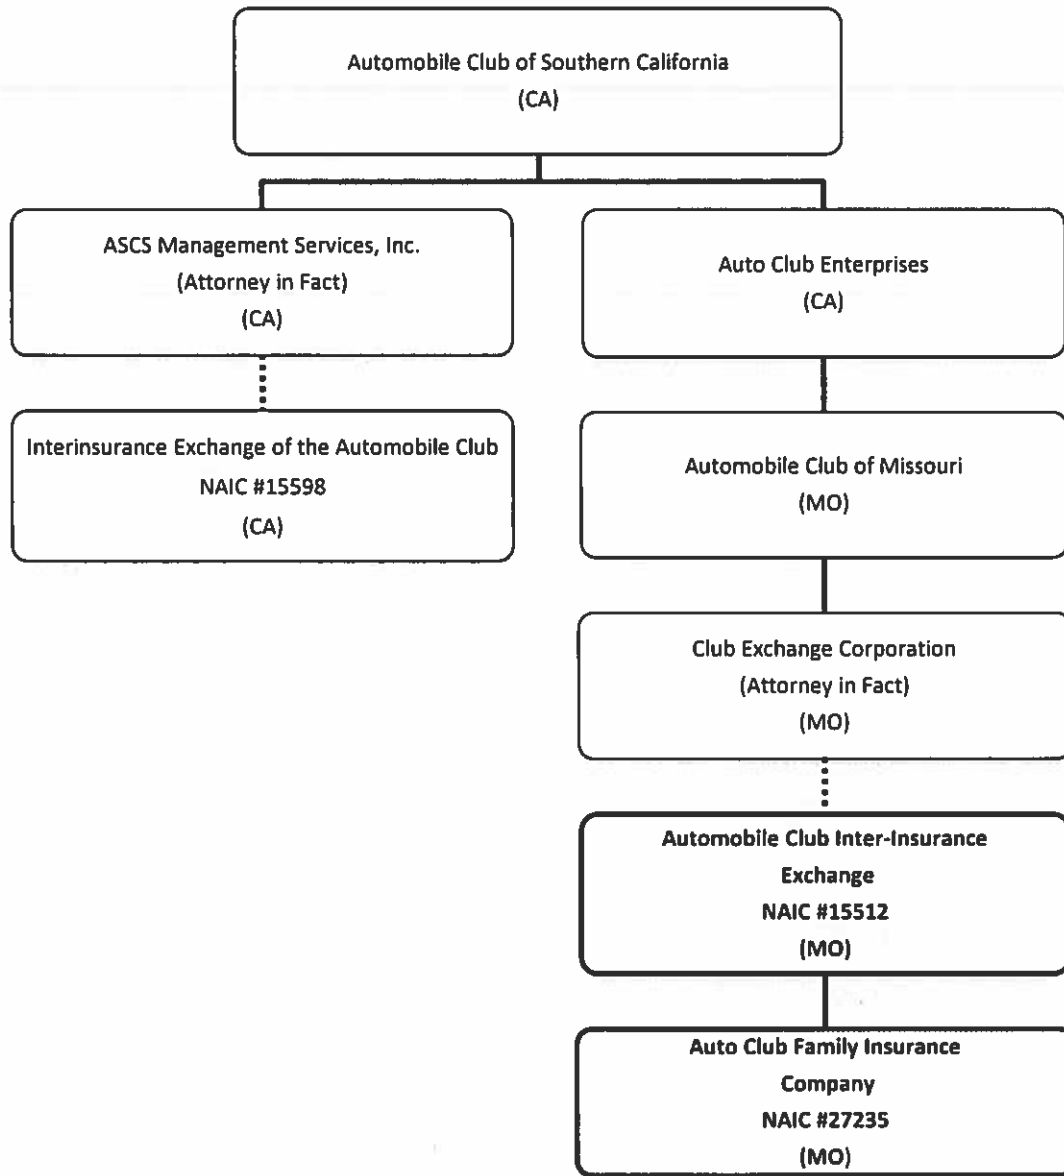 Automobile Club of Southern California
(CA)
ASCS Management Services, Inc.
(Attorney in Fact)
(CA)
Auto Club Enterprises
(CA)
Interinsurance Exchange of the Automobile Club
NAIC #15598
(CA)
Automobile Club of Missouri
(MO)
Club Exchange Corporation
(Attorney in Fact)
(MO)
Automobile Club Inter-Insurance
Exchange
NAIC #15512
(MO)
Auto Club Family Insurance
Company
NAIC #27235
(MO)